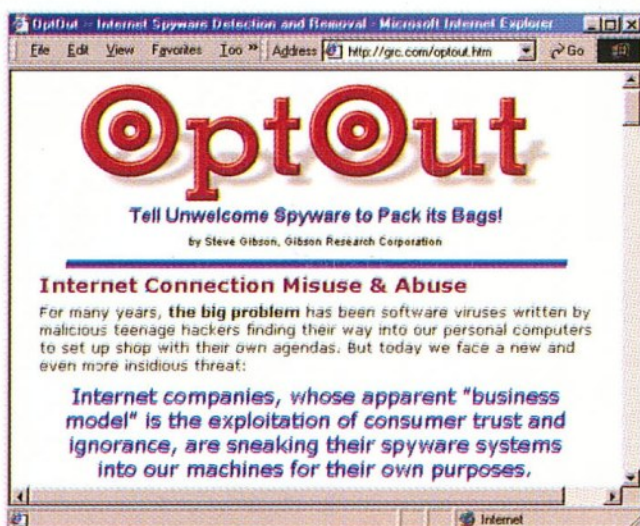 OptOut -- Internet Spyware Detection and Removal - Microsoft Internet Explorer
File Edit View Favorites Too » Address http://grc.com/optout.htm Go
OptOut
Tell Unwelcome Spyware to Pack its Bags!
by Steve Gibson, Gibson Research Corporation
Internet Connection Misuse & Abuse
For many years, the big problem has been software viruses written by
malicious teenage hackers finding their way into our personal computers
to set up shop with their own agendas. But today we face a new and
even more insidious threat:
Internet companies, whose apparent "business
model" is the exploitation of consumer trust and
ignorance, are sneaking their spyware systems
into our machines for their own purposes.
Internet